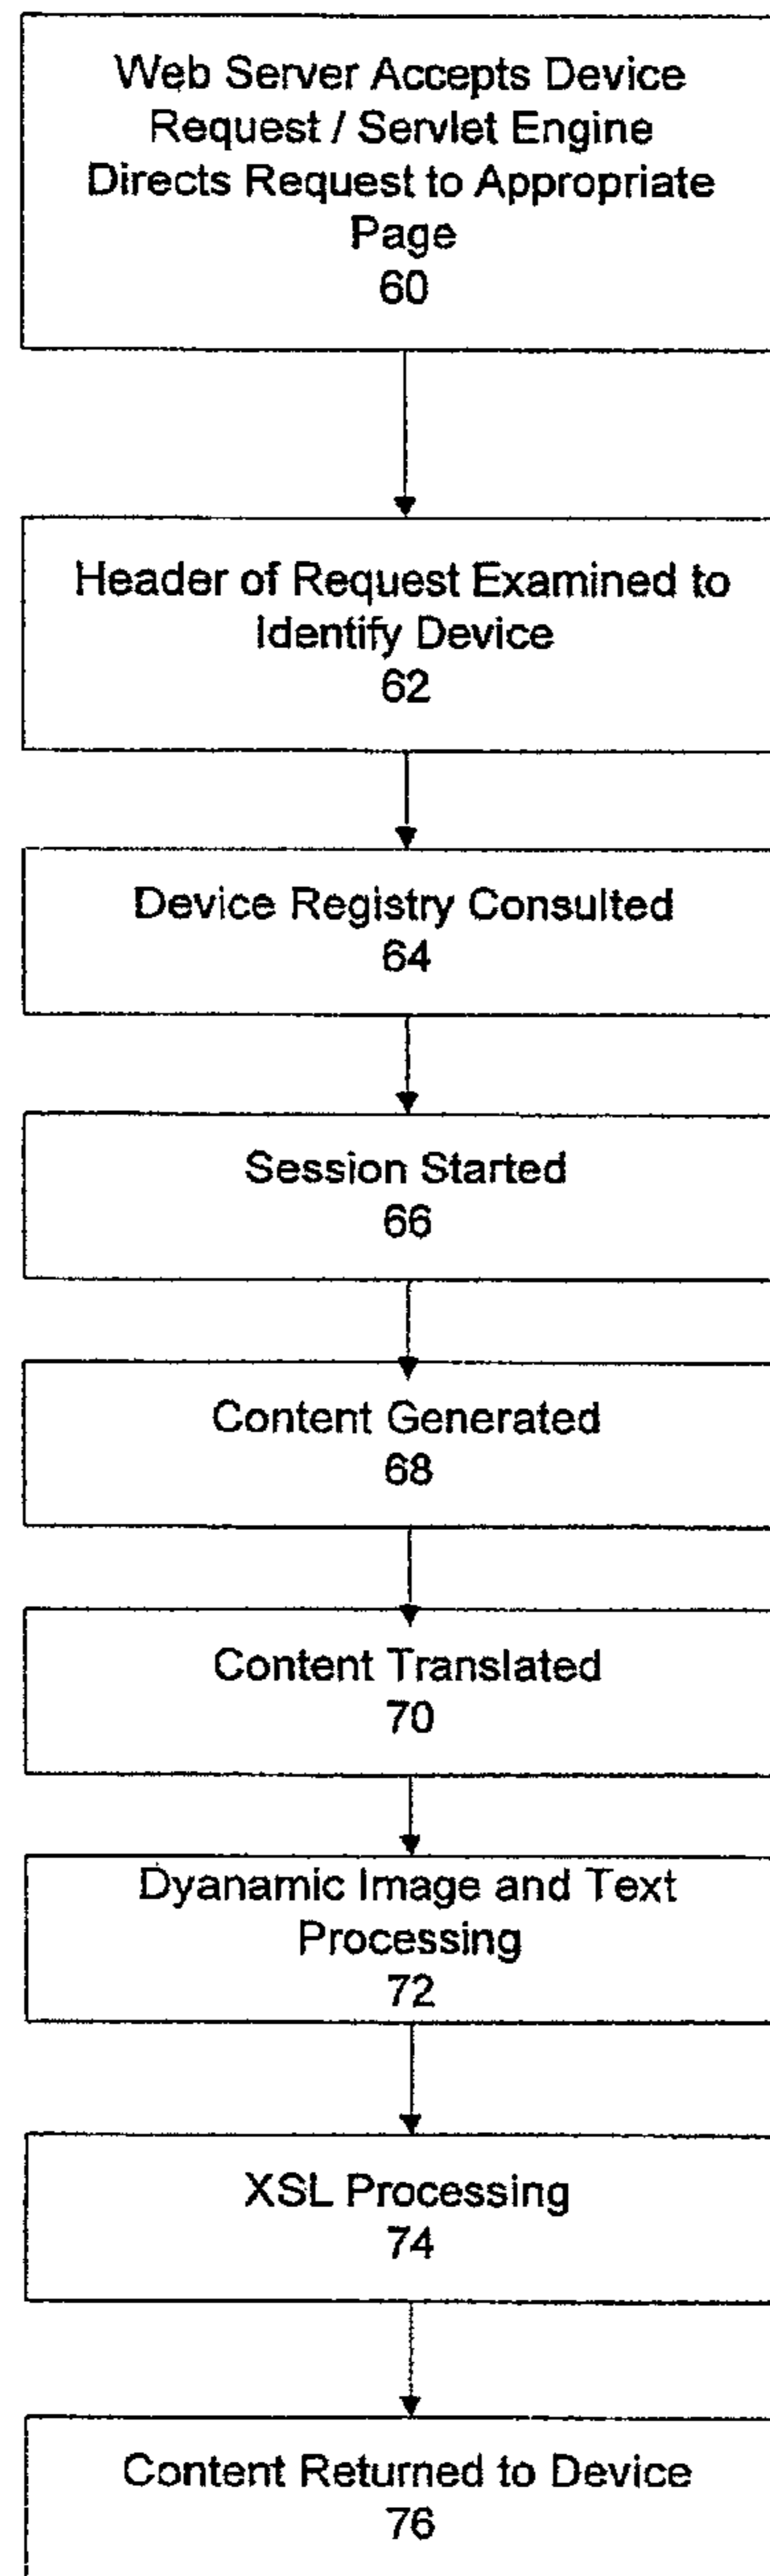 Web Server Accepts Device
Request / Servlet Engine
Directs Request to Appropriate
Page
60
Header of Request Examined to
Identify Device
62
Device Registry Consulted
64
Session Started
66
Content Generated
68
Content Translated
70
Dyanamic Image and Text
Processing
72
XSL Processing
74
Content Returned to Device
76